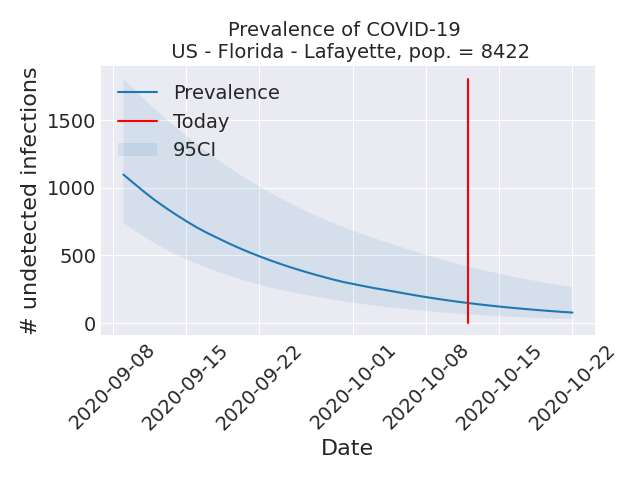 Prevalence of COVID-19
US - Florida - Lafayette, pop. = 8422
# undetected infections
1500
1000
500
0
Prevalence
Today
95CI
2020-09-08
2020-09-15
2020-09-22
2020-10-01
2020-10-08
2020-10-15
2020-10-22
Date